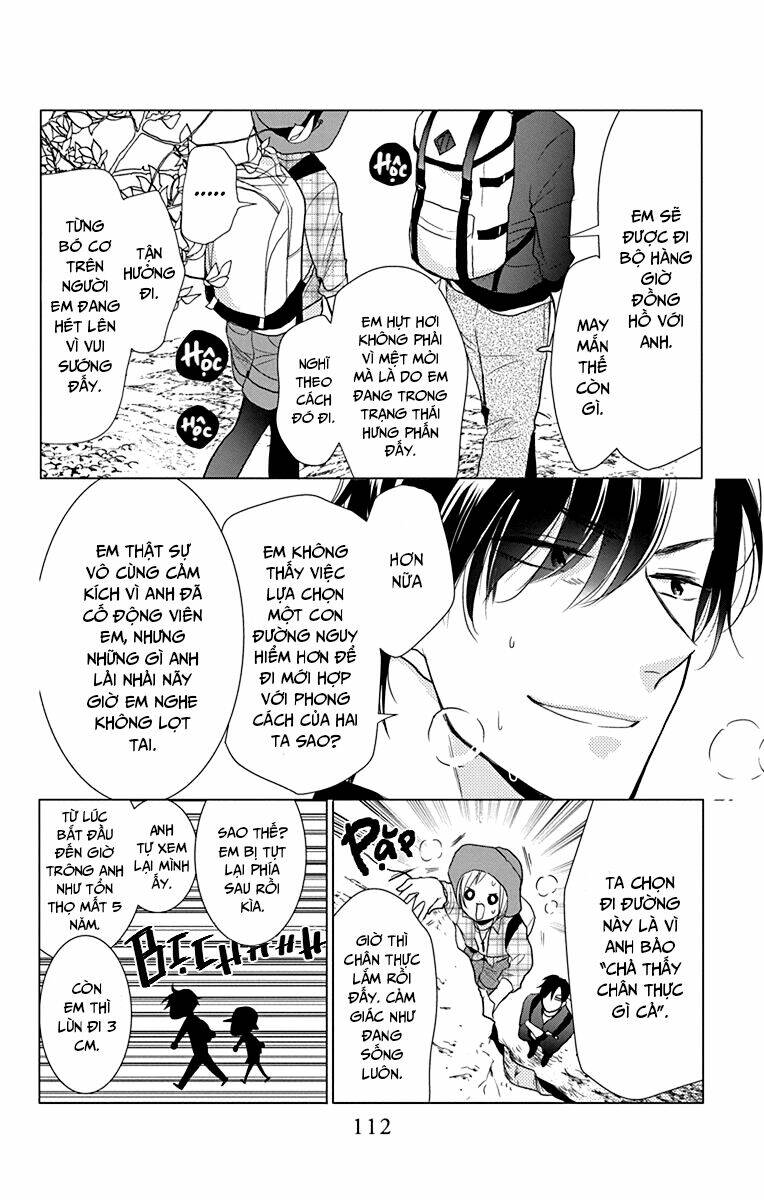 EM SẼ
ĐƯỢC ĐI
BỘ HÀNG
GIỜ
ĐỒNG
HỒ VỚI
ANH.
MAY
MẮN THẾ
CÒN
GÌ.
HỘC
EM HỤT HƠI
KHÔNG PHẢI
VÌ MỆT MỎI
MÀ LÀ DO EM
ĐANG TRONG
TRẠNG THÁI
HƯNG PHẤN
ĐẤY.
NGHĨ
THEO
CÁCH
ĐÓ ĐI.
......
TẬN
HƯỞNG
ĐI.
TỪNG
BÓ CƠ
TRÊN
NGƯỜI
EM ĐANG
HÉT LÊN
VÌ VUI
SƯỚNG
ĐẤY.
HỘC
HỘC
HƠN
NỮA
EM KHÔNG
THẤY VIỆC
LỰA CHỌN
MỘT CON
ĐƯỜNG NGUY
HIỂM HƠN ĐỂ
ĐI MỚI HỢP
VỚI PHONG
CÁCH CỦA HAI
TA SAO?
EM THẬT SỰ
VÔ CÙNG CẢM
KÍCH VÌ ANH ĐÃ
CỔ ĐỘNG VIÊN
EM, NHƯNG
NHỮNG GÌ ANH
LẢI NHẢI NÃY
GIỜ EM NGHE
KHÔNG LỌT
TAI.
TA CHỌN
ĐI ĐƯỜNG
NÀY LÀ VÌ
ANH BẢO
“CHẢ THẤY
CHÂN THỰC
GÌ CẢ”.
PẶP
GIỜ THÌ
CHÂN THỰC
LẮM RỒI
ĐẤY. CẢM
GIÁC NHƯ
ĐANG
SỐNG
LUÔN.
SAO THẾ?
EM BỊ TỤT
LẠI PHÍA
SAU RỒI
KÌA.
ANH
TỰ XEM
LẠI MÌNH
ẤY.
TỪ LÚC
BẮT ĐẦU
ĐẾN GIỜ
TRÔNG ANH
NHƯ TỔN
THỌ MẤT 5
NĂM.
BỊCHHHH
CÒN
EM THÌ
LÙN ĐI 3
CM.
112